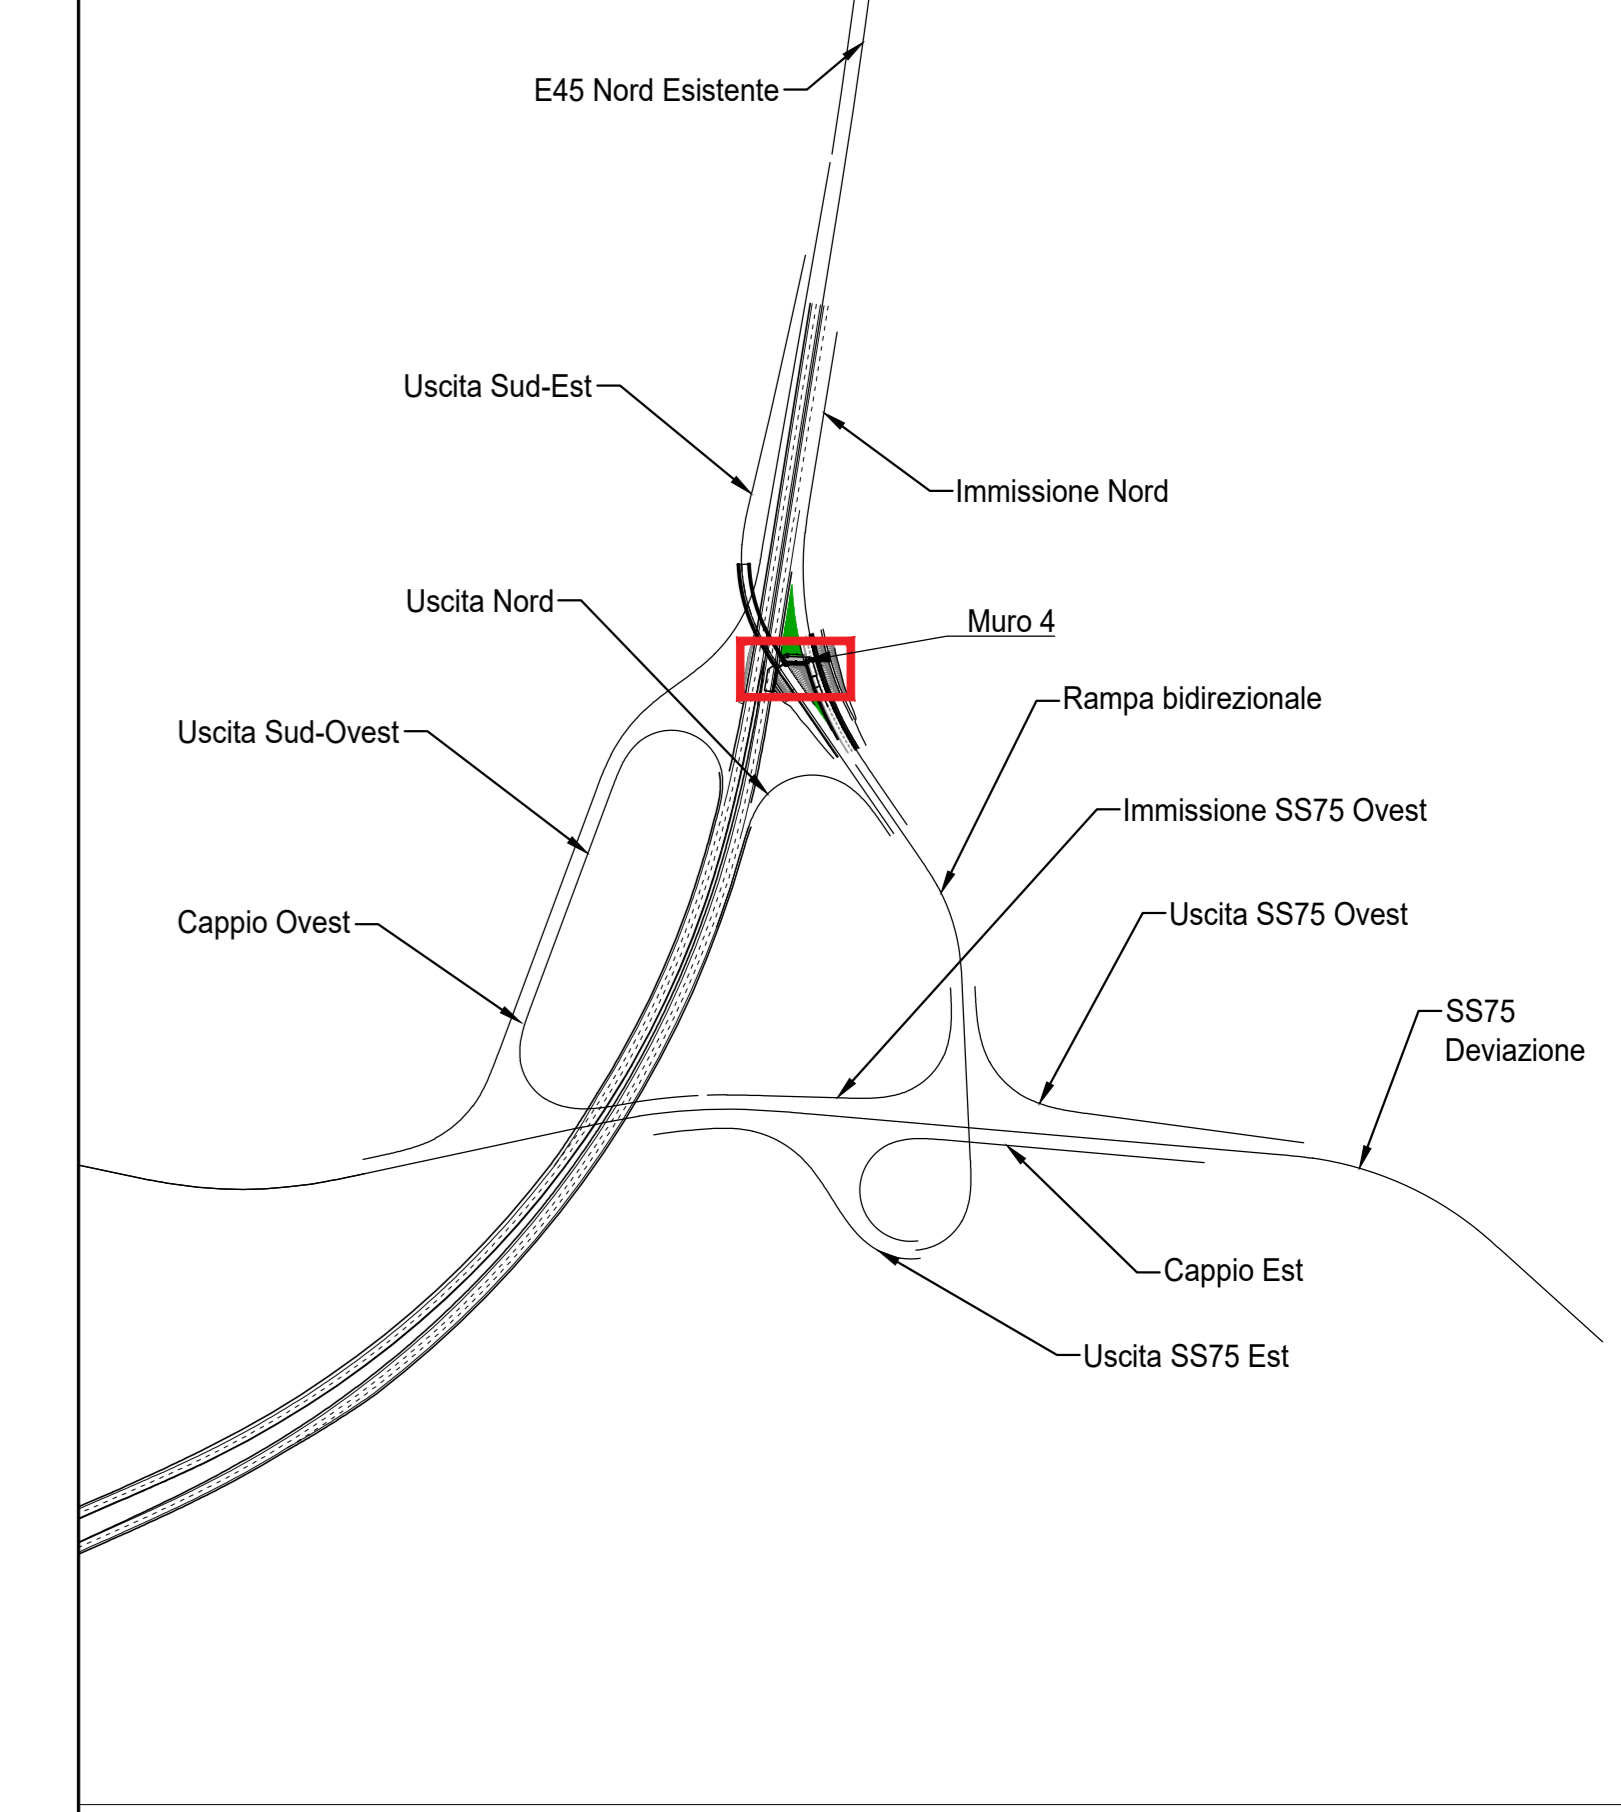 E45 Nord Esistente
Uscita Sud-Est
Immissione Nord
Uscita Nord
Muro 4
Rampa bidirezionale
Uscita Sud-Ovest
Immissione SS75 Ovest
Cappio Ovest
Uscita SS75 Ovest
SS75
Deviazione
Cappio Est
Uscita SS75 Est